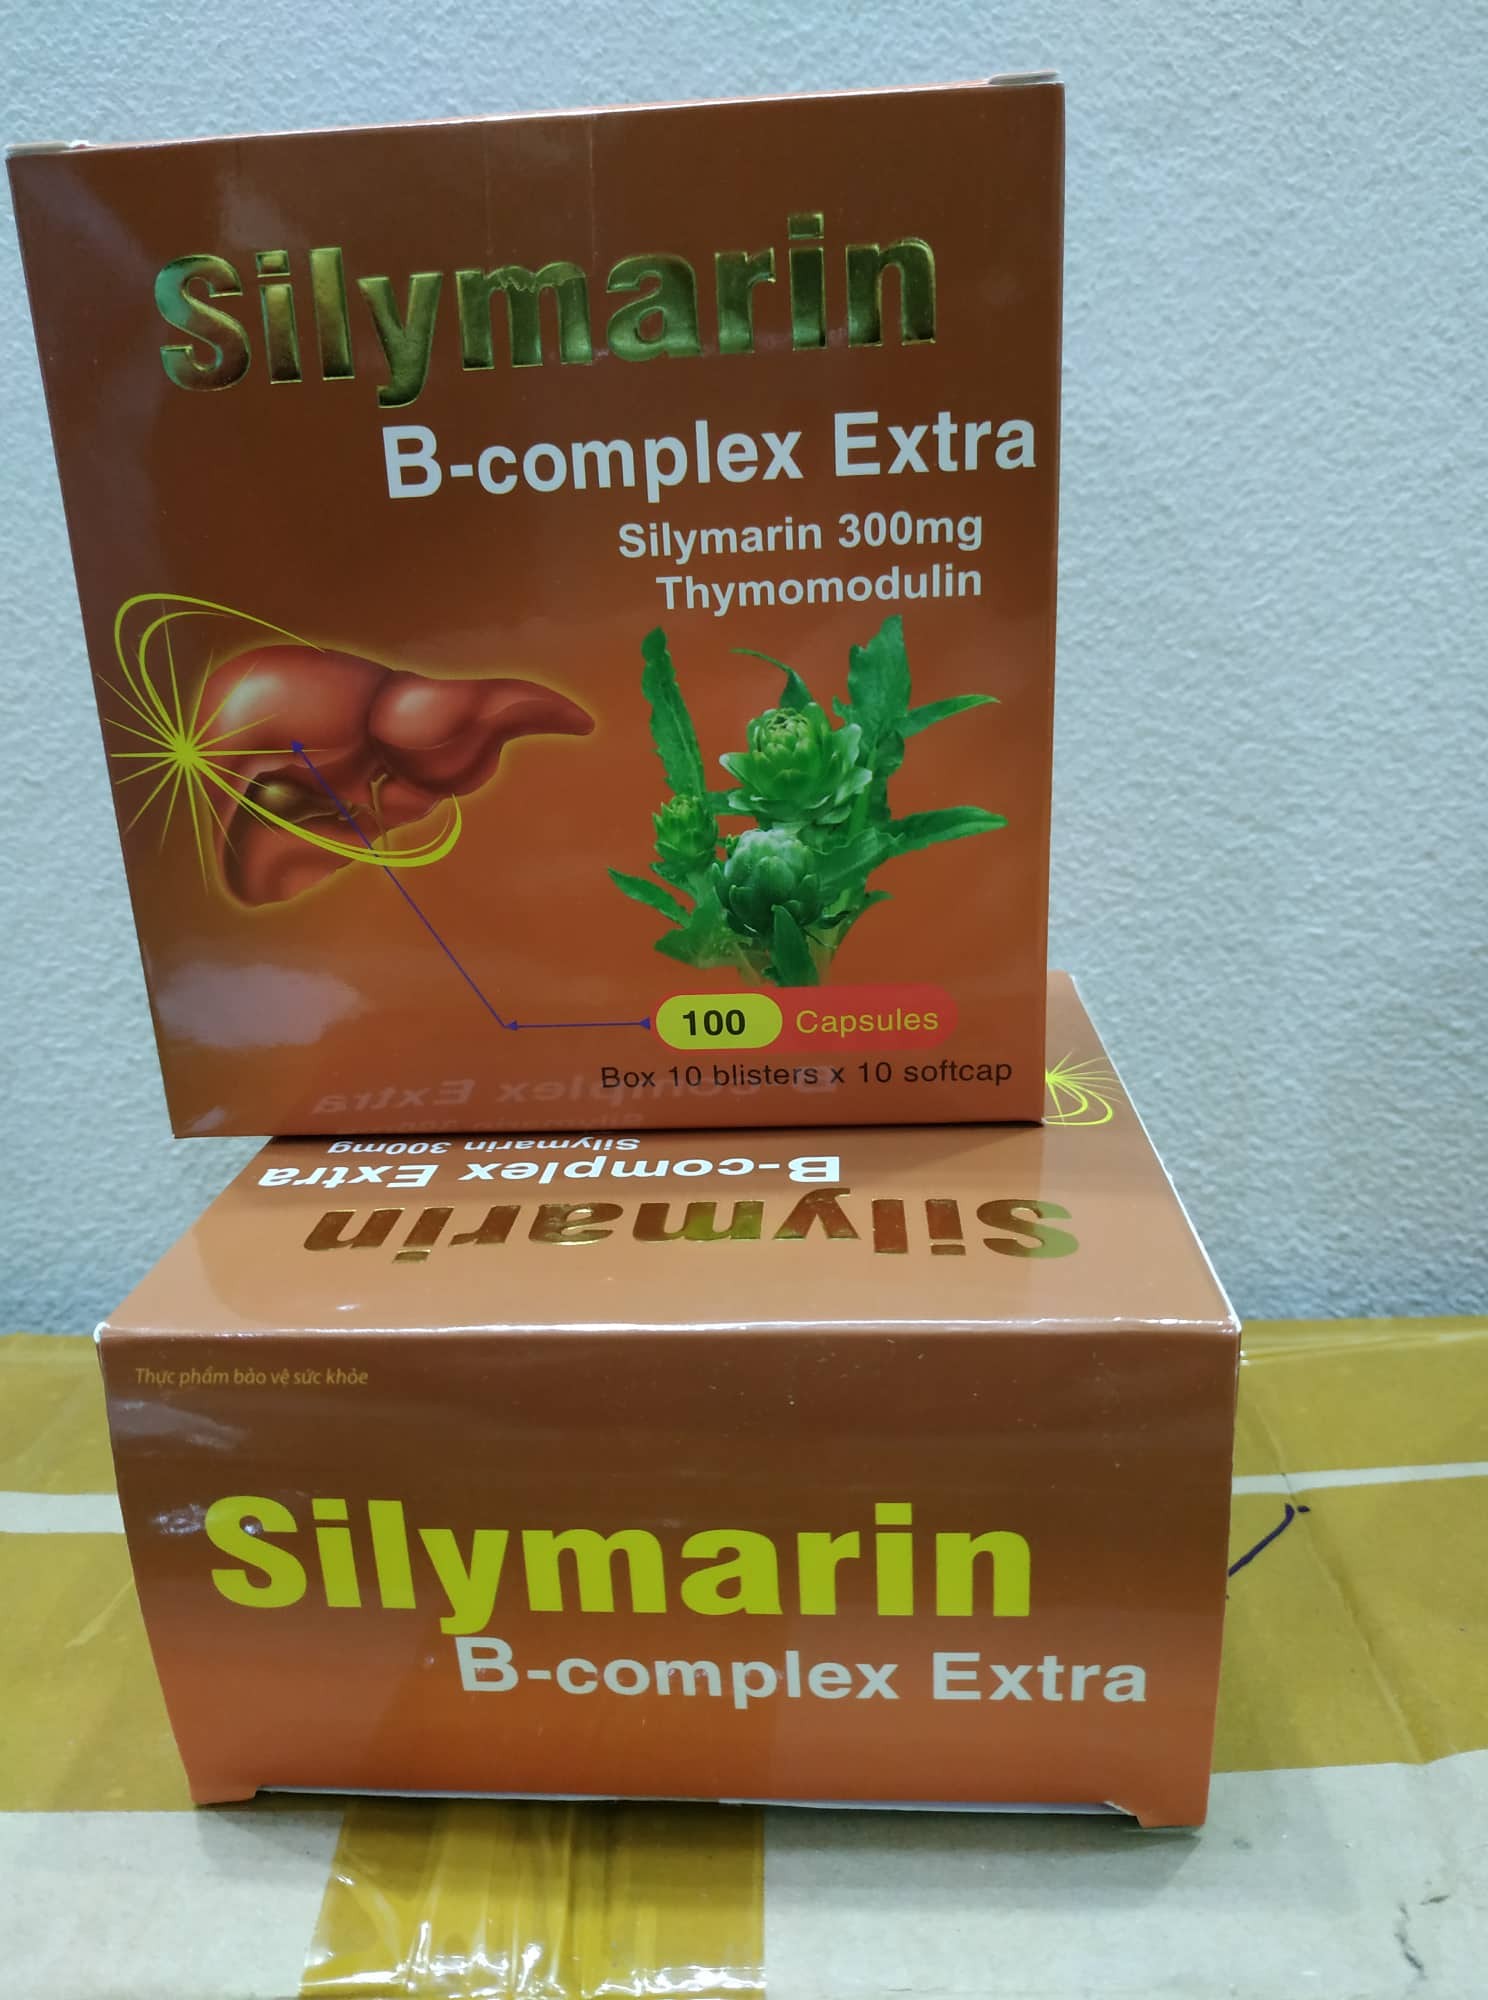 Silymarin
B-complex Extra
Silymarin 300mg
Thymomodulin
100 Capsules
Box 10 blisters x 10 softcap
Silymarin 300mg
B-complex Extra
Silymarin
Thực phẩm bảo vệ sức khỏe
Silymarin
B-complex Extra